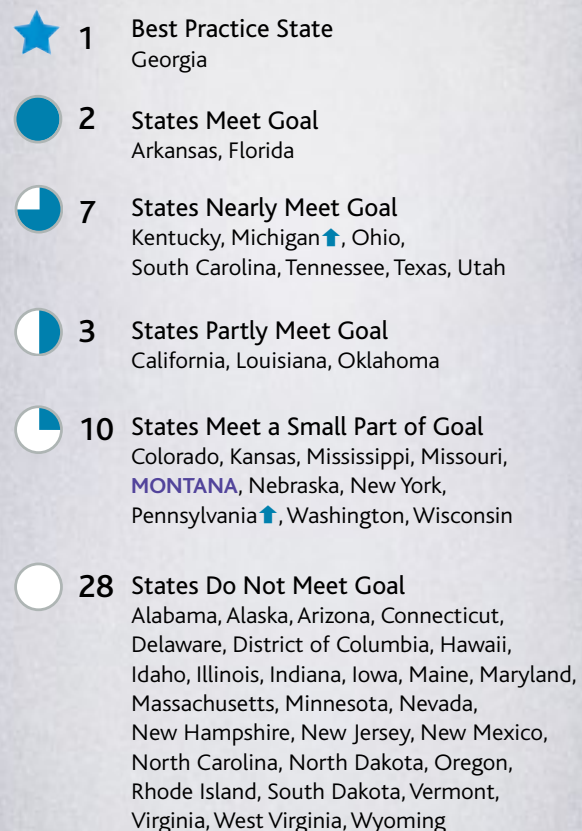 1 Best Practice State
Georgia
2 States Meet Goal
Arkansas, Florida
7 States Nearly Meet Goal
Kentucky, Michigan⬆, Ohio,
South Carolina, Tennessee, Texas, Utah
3 States Partly Meet Goal
California, Louisiana, Oklahoma
10 States Meet a Small Part of Goal
Colorado, Kansas, Mississippi, Missouri,
MONTANA, Nebraska, New York,
Pennsylvania⬆, Washington, Wisconsin
28 States Do Not Meet Goal
Alabama, Alaska, Arizona, Connecticut,
Delaware, District of Columbia, Hawaii,
Idaho, Illinois, Indiana, Iowa, Maine, Maryland,
Massachusetts, Minnesota, Nevada,
New Hampshire, New Jersey, New Mexico,
North Carolina, North Dakota, Oregon,
Rhode Island, South Dakota, Vermont,
Virginia, West Virginia, Wyoming